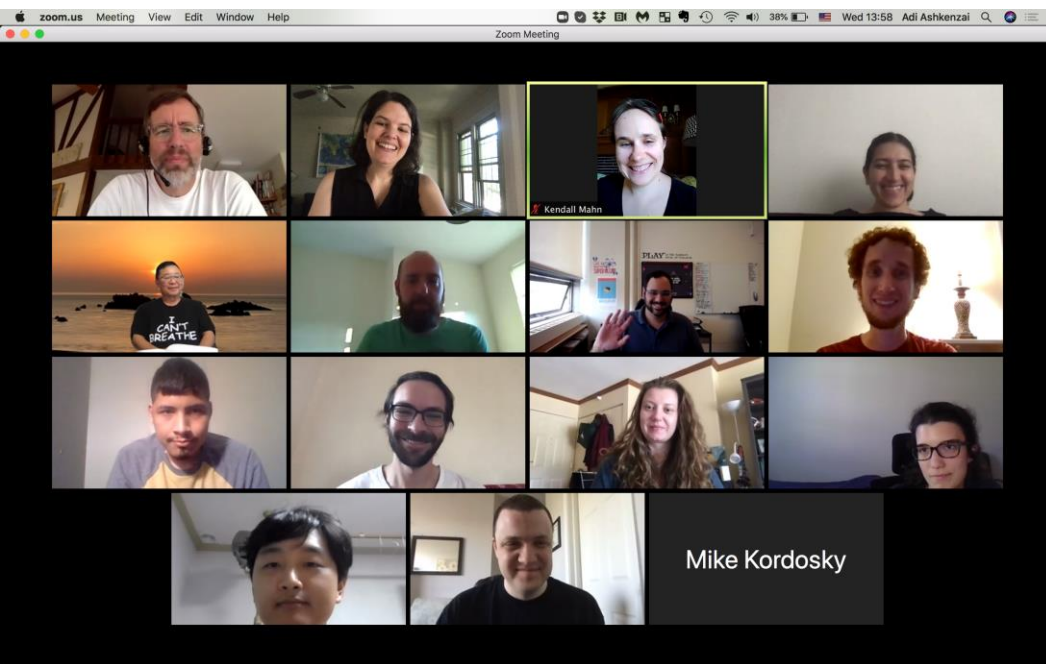 zoom.us Meeting View Edit Window Help
38% Wed 13:58 Adi Ashkenzai
Zoom Meeting
Kendall Mahn
PLAY
I
CAN'T
BREATHE
Mike Kordosky